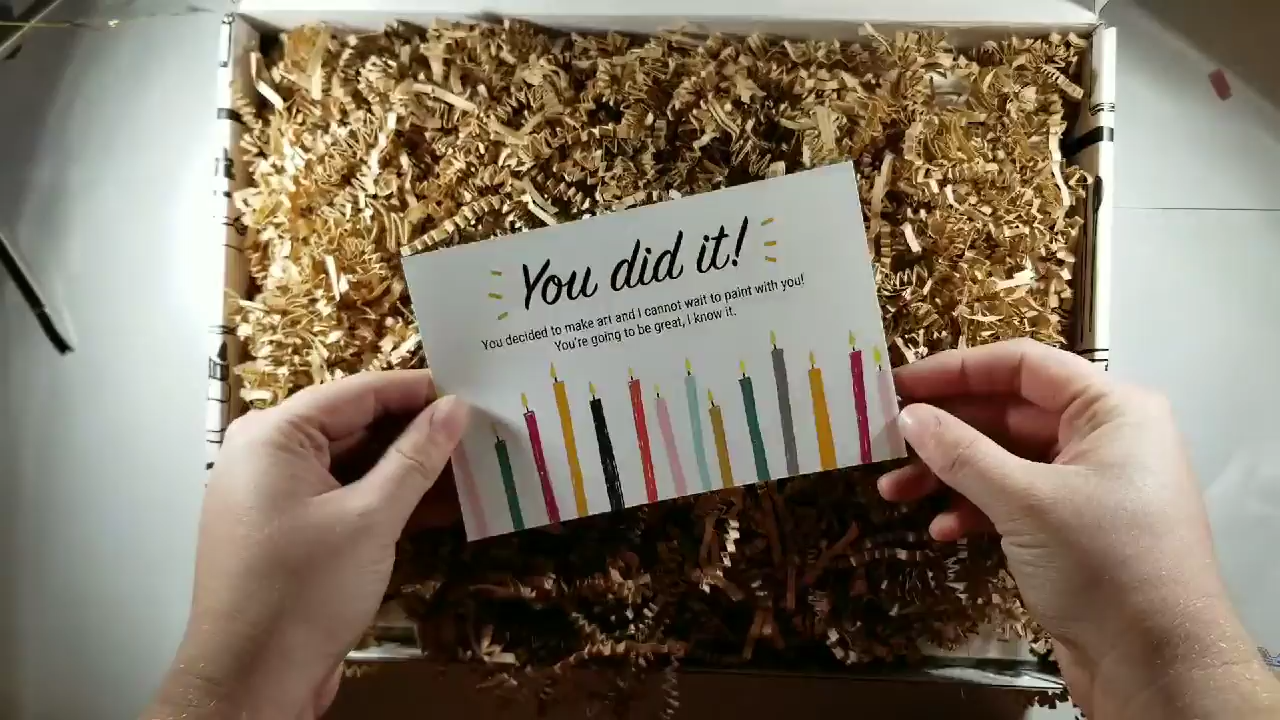 You did it!
You decided to make art and I cannot wait to paint with you!
You're going to be great, I know it.